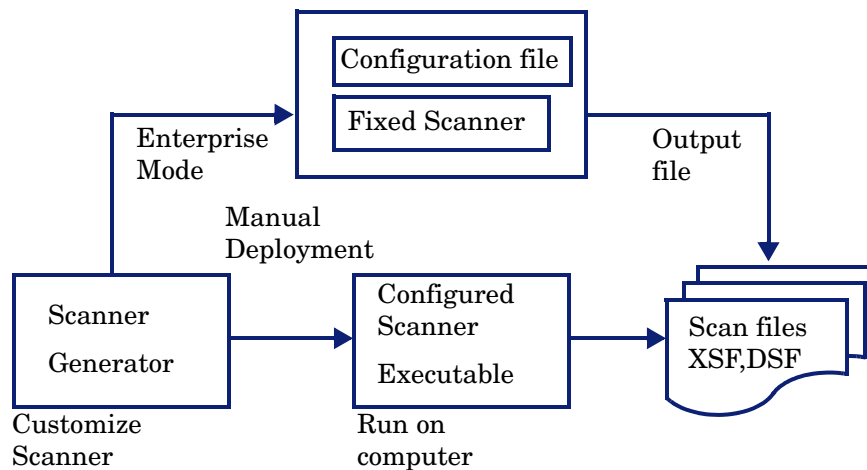 Configuration file
Fixed Scanner
Enterprise
Mode
Output
file
Manual
Deployment
Scanner
Generator
Configured
Scanner
Executable
Scan files
XSF,DSF
Customize
Scanner
Run on
computer